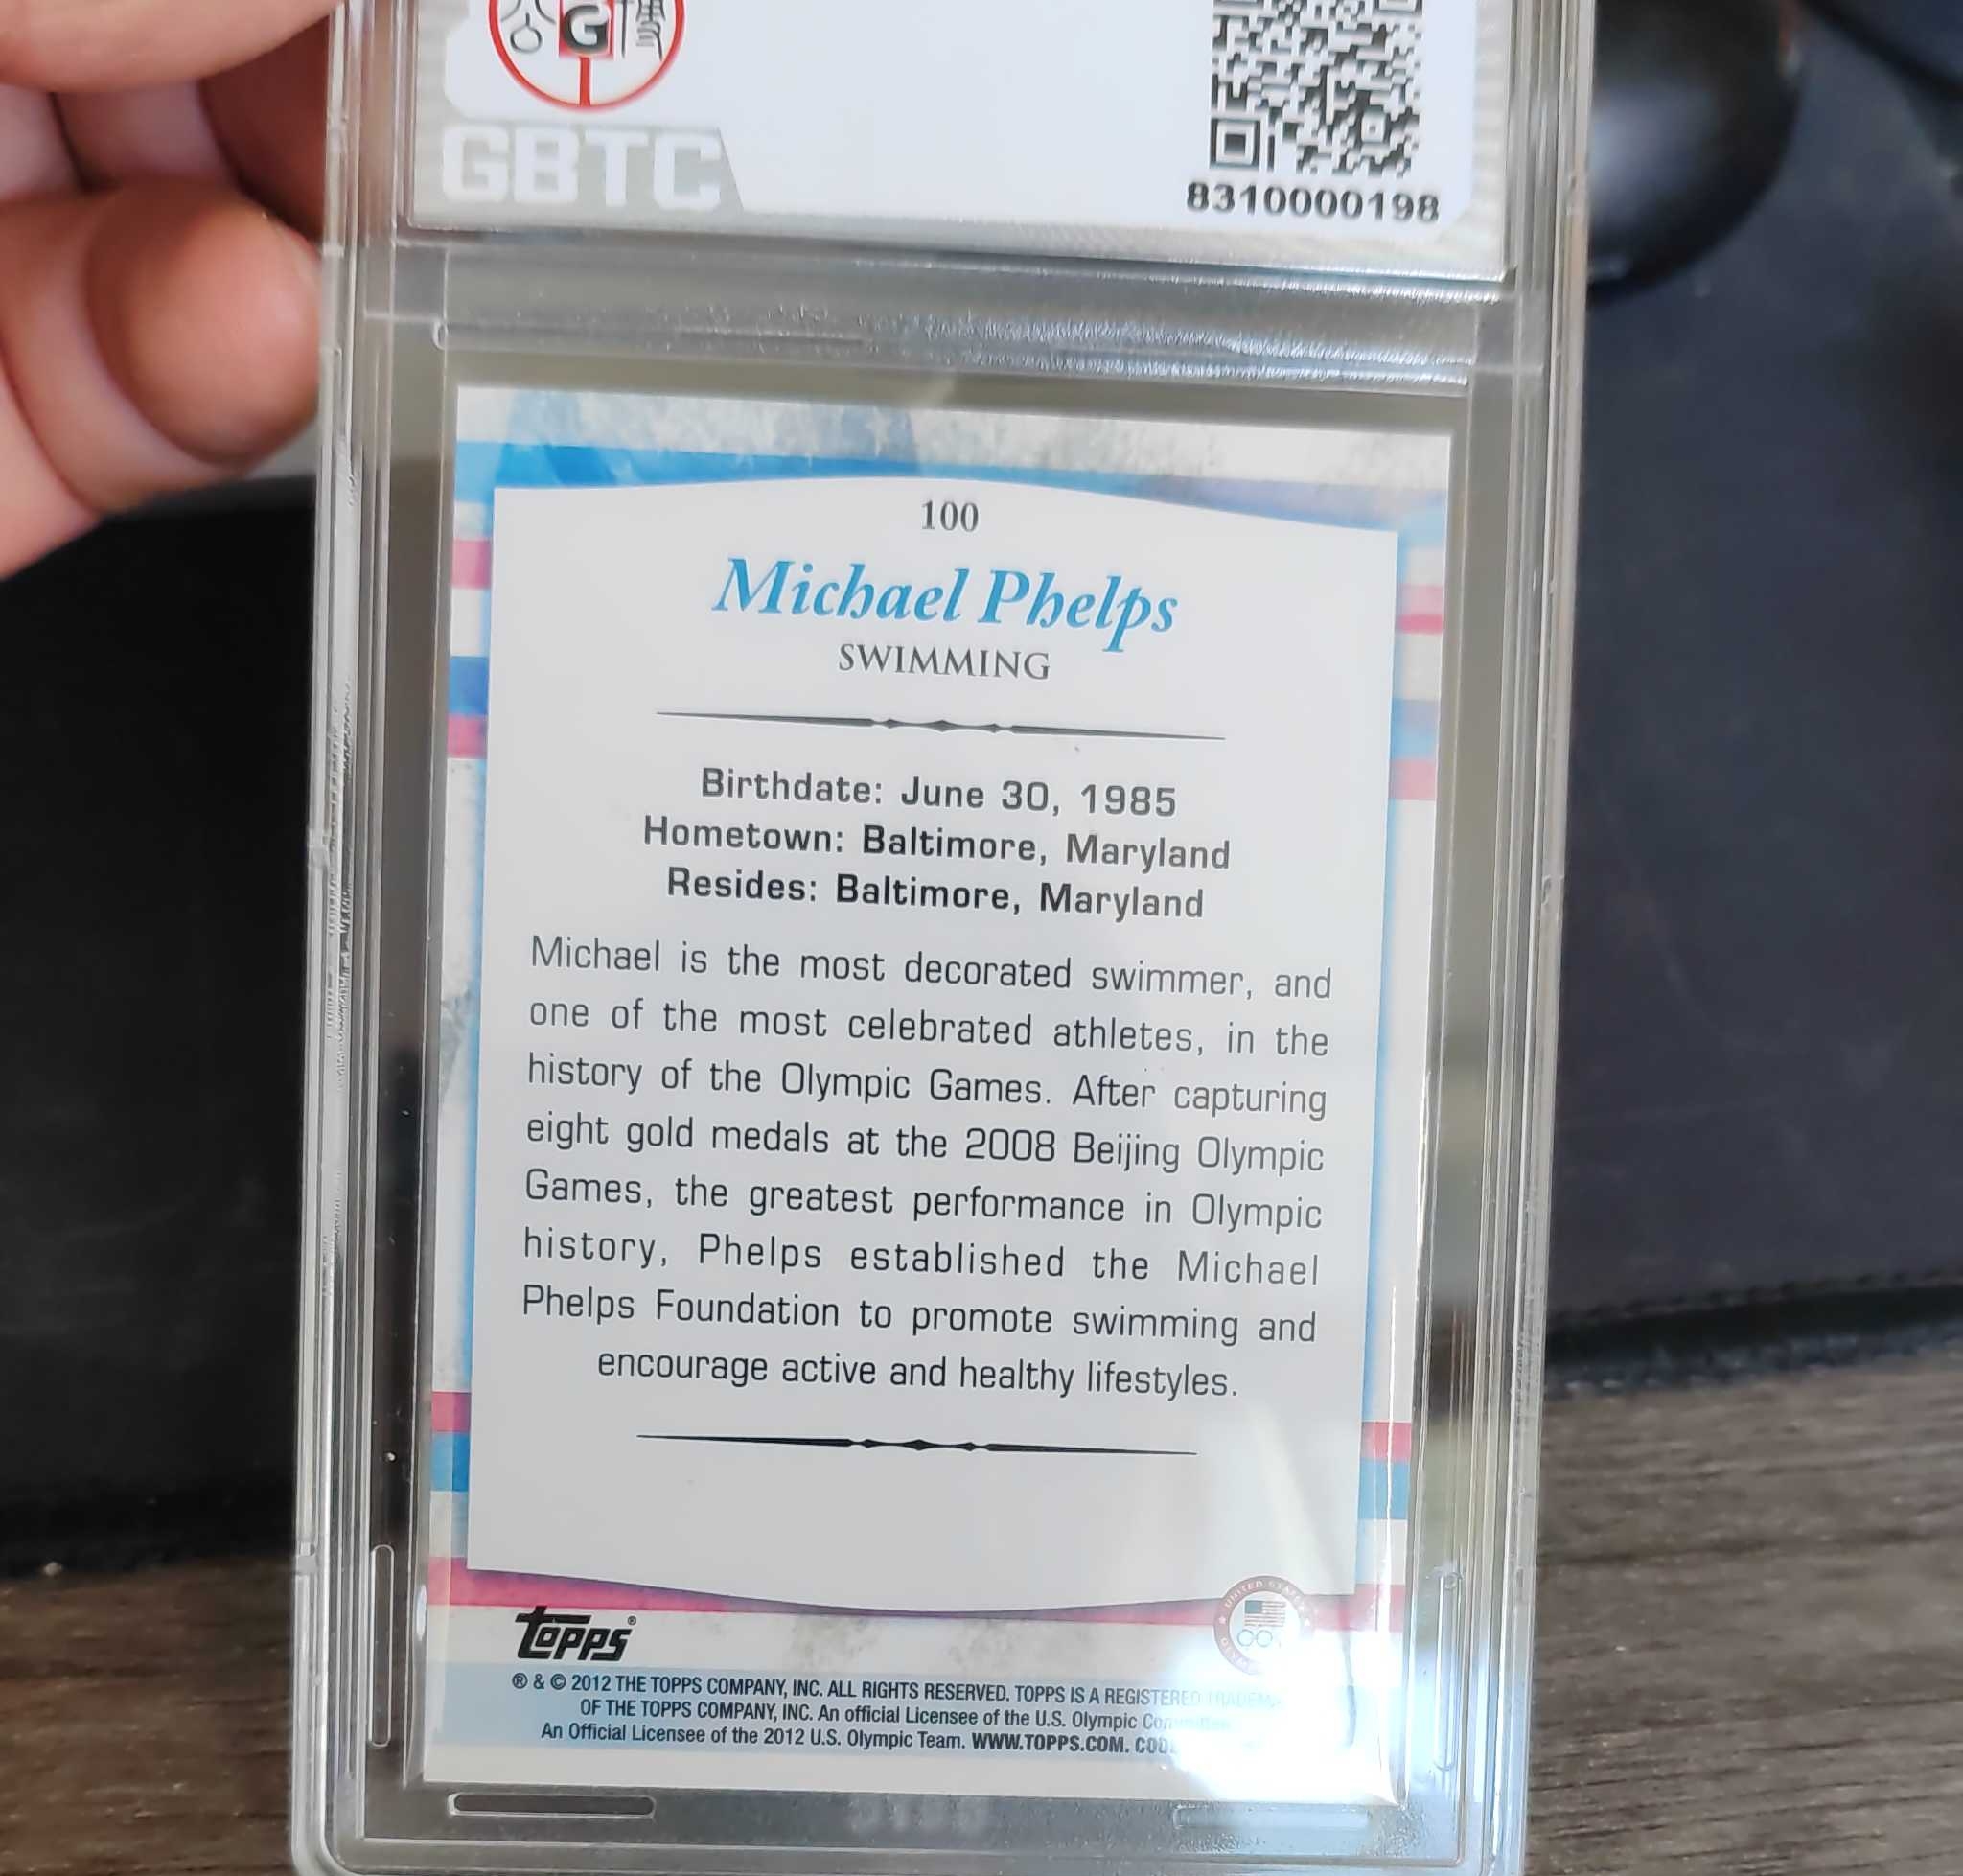 G
GBTC
8310000198
100
Michael Phelps
SWIMMING
Birthdate: June 30, 1985
Hometown: Baltimore, Maryland
Resides: Baltimore, Maryland
Michael is the most decorated swimmer, and
one of the most celebrated athletes, in the
history of the Olympic Games. After capturing
eight gold medals at the 2008 Beijing Olympic
Games, the greatest performance in Olympic
history, Phelps established the Michael
Phelps Foundation to promote swimming and
encourage active and healthy lifestyles.
Topps®
® & © 2012 THE TOPPS COMPANY, INC. ALL RIGHTS RESERVED. TOPPS IS A REGISTERED
OF THE TOPPS COMPANY, INC. An official Licensee of the U.S. Olympic
An Official Licensee of the 2012 U.S. Olympic Team. WWW.TOPPS.COM.